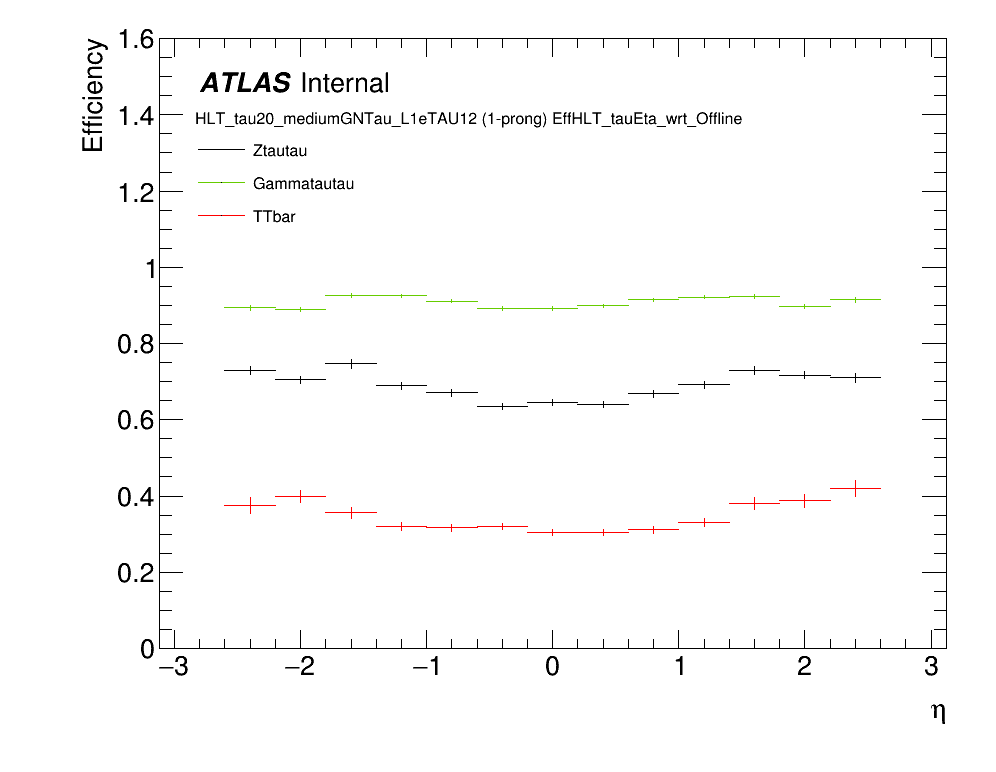 Efficiency
1.6
1.4
1.2
1
0.8
0.6
0.4
0.2
0
ATLAS Internal
HLT_tau20_mediumGNTau_L1eTAU12 (1-prong) EffHLT_tauEta_wrt_Offline
Ztautau
Gammatautau
TTbar
−3 −2 −1 0 1 2 3
η